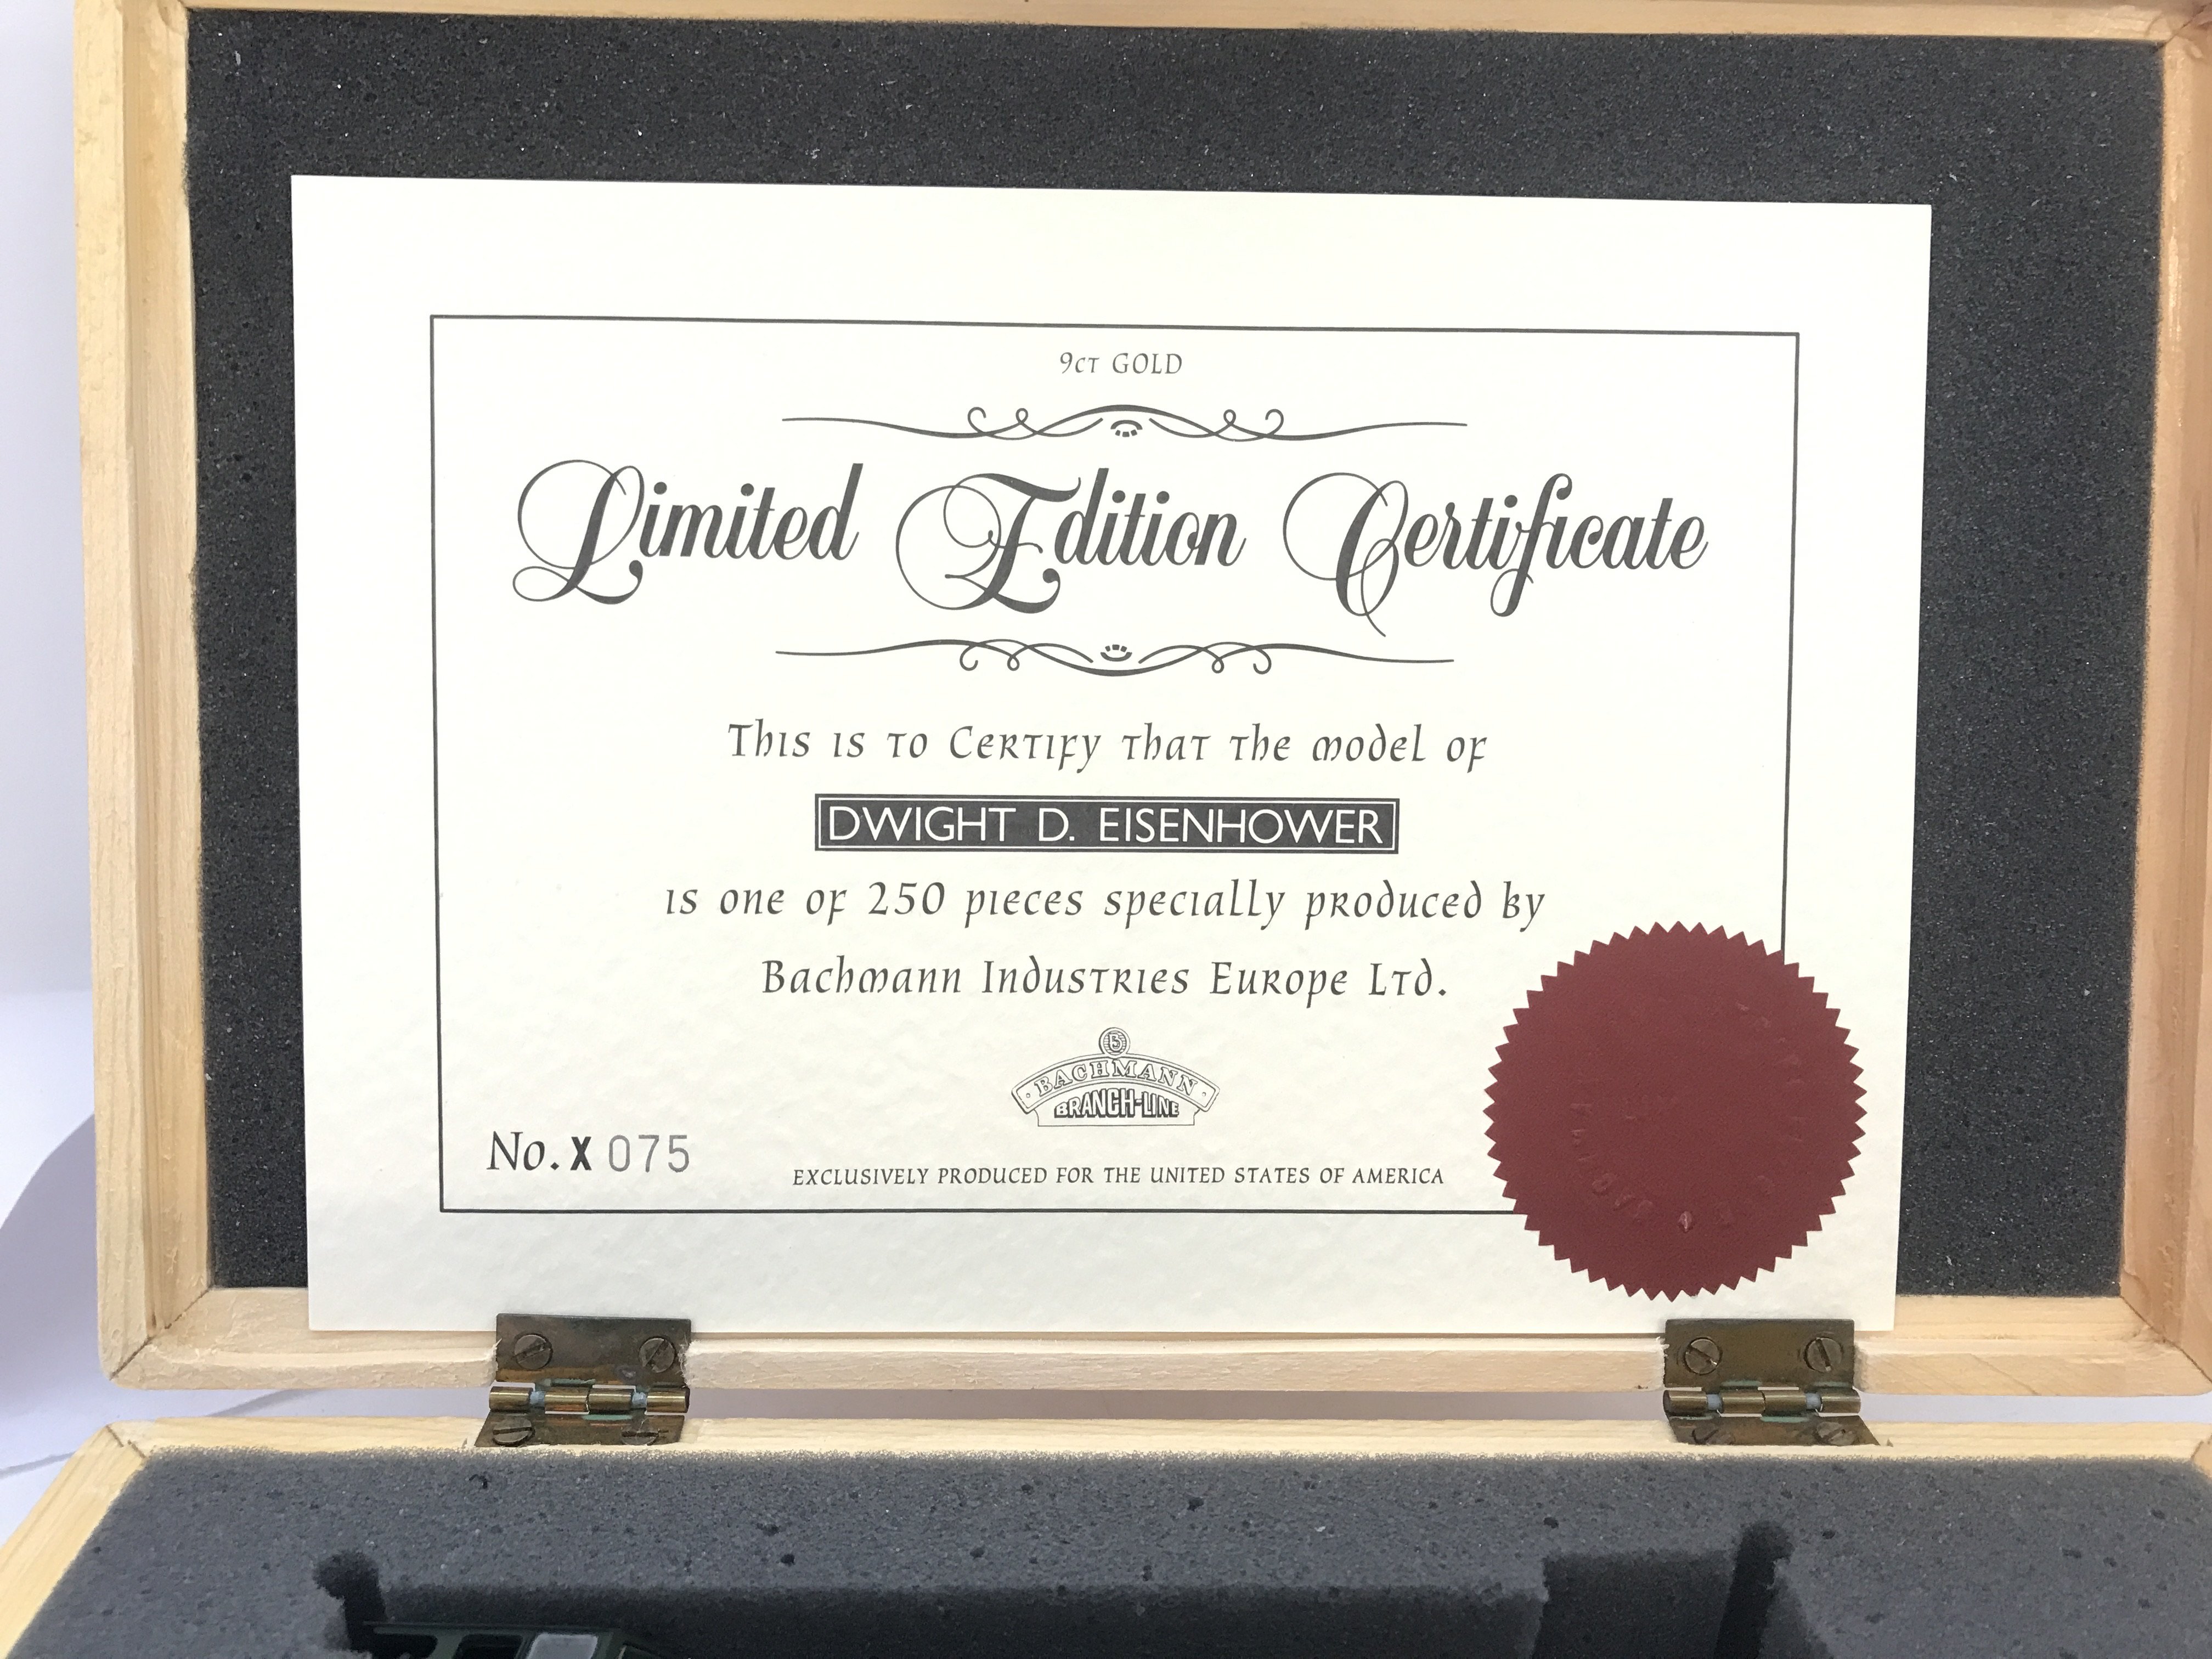 9CT GOLD
Limited Edition Certificate
This is to Certify that the model of
DWIGHT D. EISENHOWER
is one of 250 pieces specially produced by
Bachmann Industries Europe Ltd.
B
BACHMANN
BRANCH-LINE
No. X 075
EXCLUSIVELY PRODUCED FOR THE UNITED STATES OF AMERICA